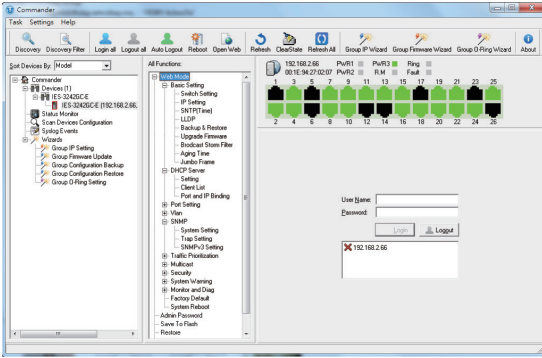 Commander
Task Settings Help
Discovery Discovery Filter Login all Logout all Auto Logout Reboot Open Web Refresh ClearState Refresh All Group IP Wizard Group Firmware Wizard Group O-Ring Wizard About
Sort Devices By: Model
Commander
Devices (1)
IES-3242GC-E
IES-3242GC-E [192.168.2.66,
Status Monitor
Scan Devices Configuration
Syslog Events
Wizards
Group IP Setting
Group Firmware Update
Group Configuration Backup
Group Configuration Restore
Group O-Ring Setting
All Functions:
Web Mode
Basic Setting
Switch Setting
IP Setting
SNTP(Time)
LLDP
Backup & Restore
Upgrade Firmware
Brodcast Storm Filter
Aging Time
Jumbo Frame
DHCP Server
Setting
Client List
Port and IP Binding
Port Setting
Vlan
SNMP
System Setting
Trap Setting
SNMPv3 Setting
Traffic Prioritization
Multicast
Security
System Warning
Monitor and Diag
Factory Default
System Reboot
Admin Password
Save To Flash
Restore
192.168.2.66 PWR1 PWR3 Ring
00:1E:94:27:02:07 PWR2 R.M Fault
1 3 5 7 9 11 13 15 17 19 21 23 25
2 4 6 8 10 12 14 16 18 20 22 24 26
User Name:
Password:
Login Logout
192.168.2.66